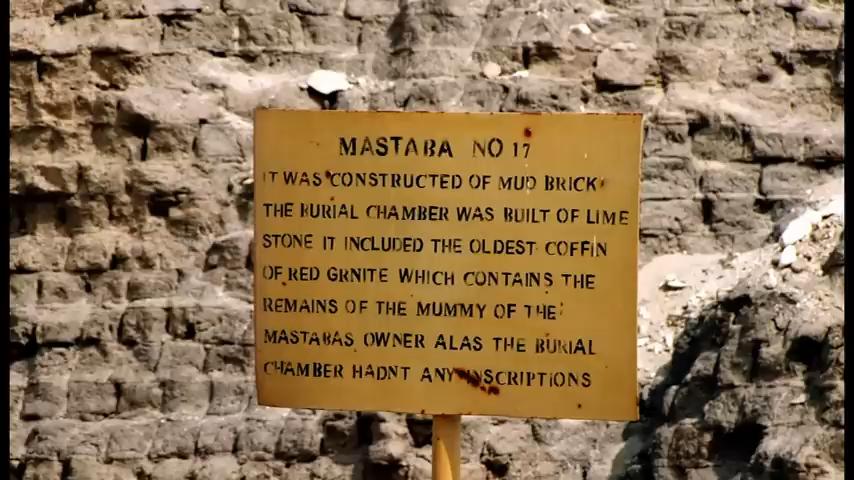 MASTABA NO 17
IT WAS CONSTRUCTED OF MUD BRICK
THE BURIAL CHAMBER WAS BUILT OF LIME
STONE IT INCLUDED THE OLDEST COFFIN
OF RED GRNITE WHICH CONTAINS THE
REMAINS OF THE MUMMY OF THE
MASTABAS OWNER ALAS THE BURIAL
CHAMBER HADNT ANY INSCRIPTIONS